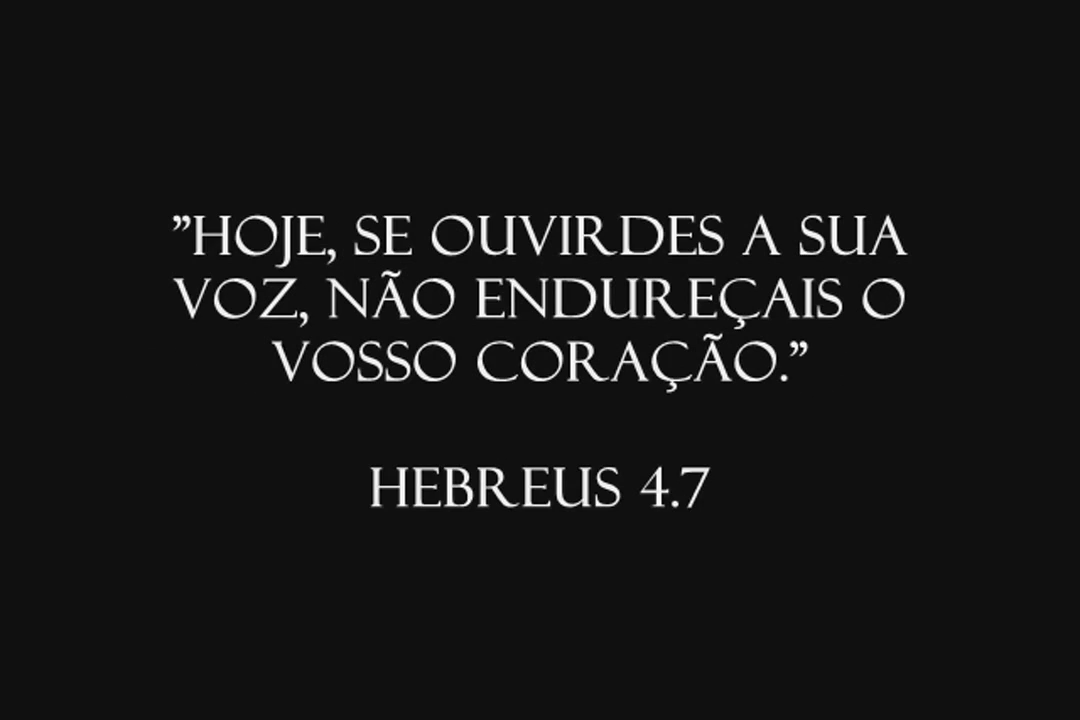 ”HOJE, SE OUVIRDES A SUA
VOZ, NÃO ENDUREÇAIS O
VOSSO CORAÇÃO.”
HEBREUS 4.7